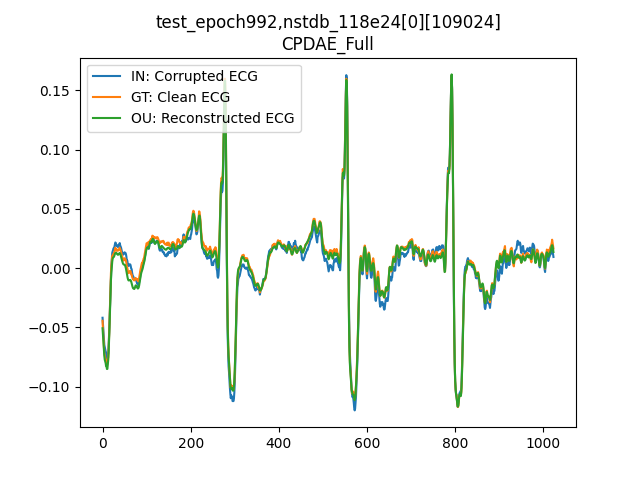 test_epoch992,nstdb_118e24[0][109024]
CPDAE_Full
IN: Corrupted ECG
GT: Clean ECG
OU: Reconstructed ECG
0.15
0.10
0.05
0.00
−0.05
−0.10
0 200 400 600 800 1000